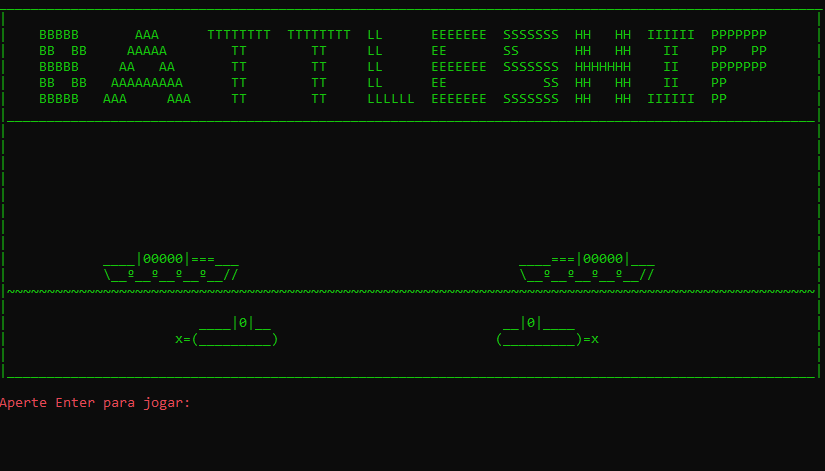 BBBBB       AAA      TTTTTTTT  TTTTTTTT  LL      EEEEEEE  SSSSSSS  HH   HH  IIIIII  PPPPPPP
BB  BB     AAAAA        TT        TT     LL      EE       SS       HH   HH    II    PP   PP
BBBBB     AA   AA       TT        TT     LL      EEEEEEE  SSSSSSS  HHHHHHH    II    PPPPPPP
BB  BB   AAAAAAAAA      TT        TT     LL      EE            SS  HH   HH    II    PP
BBBBB   AAA     AAA     TT        TT     LLLLLL  EEEEEEE  SSSSSSS  HH   HH  IIIIII  PP
____|00000|===___                                   ____===|00000|___
\__º__º__º__º__//                                   \__º__º__º__º__//
____|0|__                             __|0|____
x=(_________)                           (_________)=x
Aperte Enter para jogar: